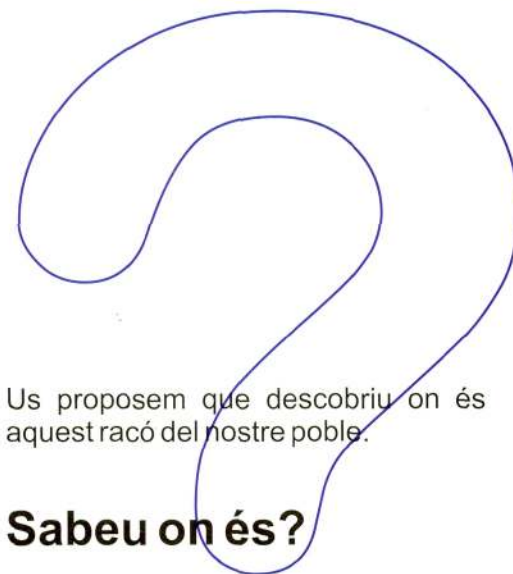 Us proposem que descobriu on és
aquest racó del nostre poble.
Sabeu on és?